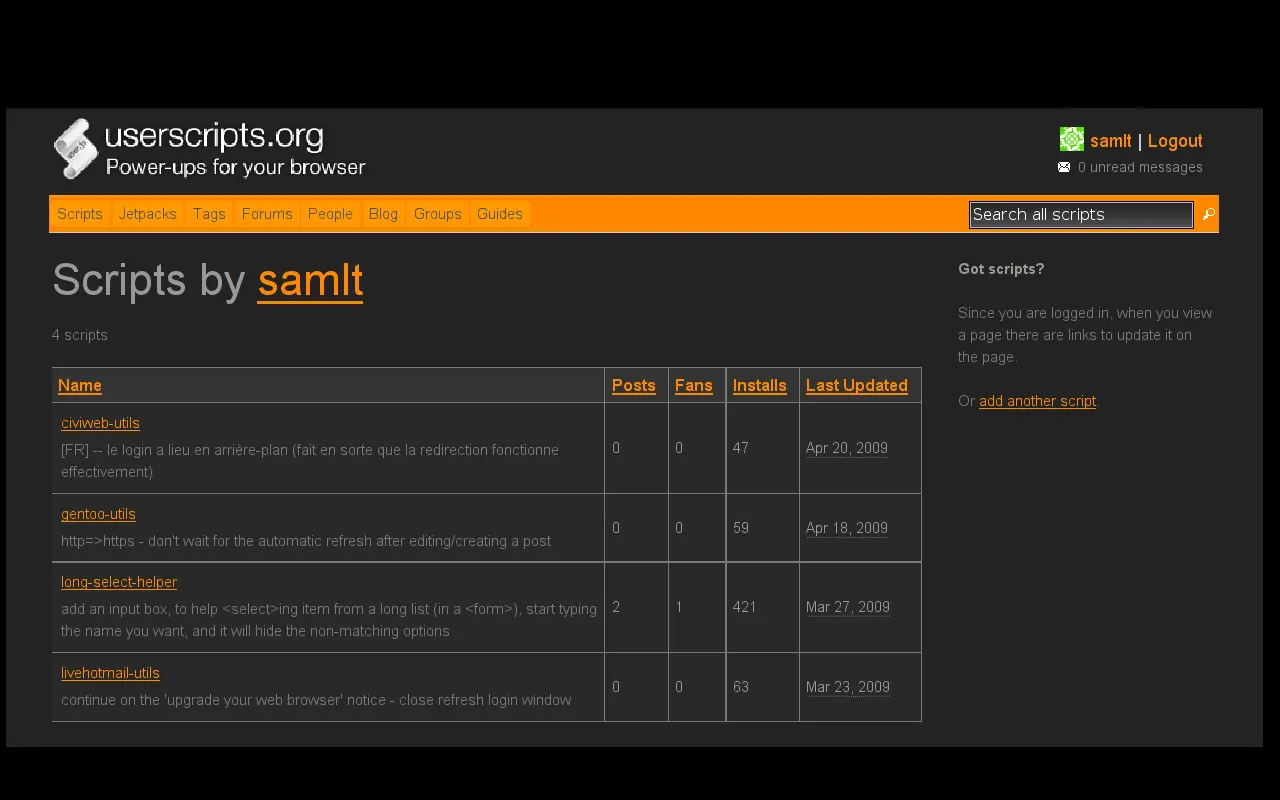 userscripts.org
Power-ups for your browser
samlt | Logout
0 unread messages
Scripts Jetpacks Tags Forums People Blog Groups Guides
Search all scripts
Scripts by samlt
4 scripts
Name Posts Fans Installs Last Updated
civiweb-utils
[FR] -- le login a lieu en arrière-plan (fait en sorte que la redirection fonctionne
effectivement)
0 0 47 Apr 20, 2009
gentoo-utils
http=>https - don't wait for the automatic refresh after editing/creating a post
0 0 59 Apr 18, 2009
long-select-helper
add an input box, to help <select>ing item from a long list (in a <form>), start typing
the name you want, and it will hide the non-matching options
2 1 421 Mar 27, 2009
livehotmail-utils
continue on the 'upgrade your web browser' notice - close refresh login window
0 0 63 Mar 23, 2009
Got scripts?
Since you are logged in, when you view
a page there are links to update it on
the page.
Or add another script.